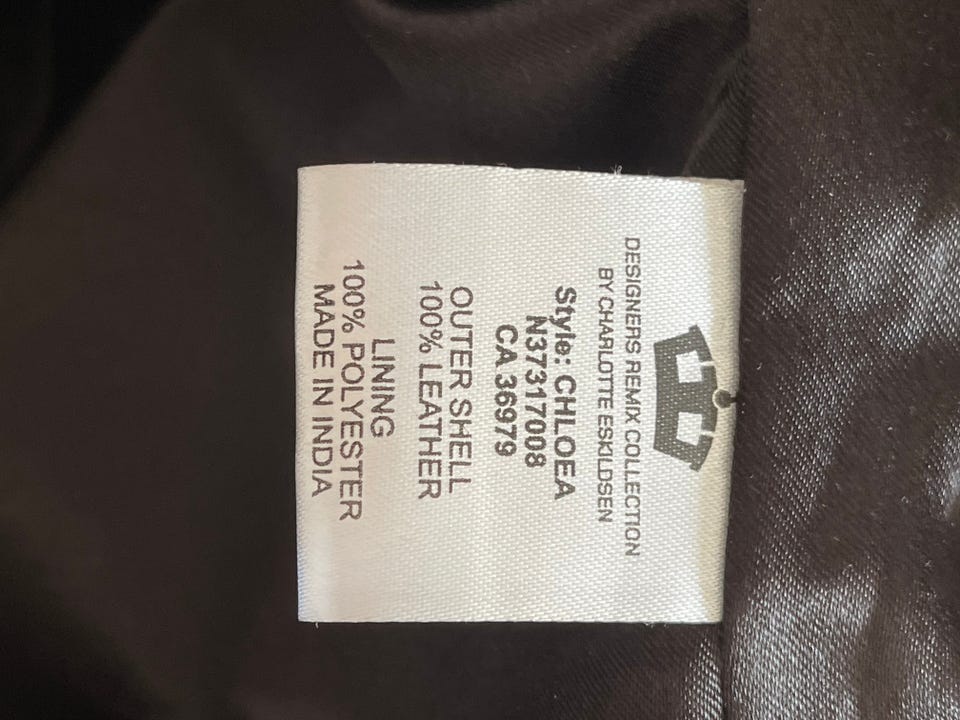 DESIGNERS REMIX COLLECTION
BY CHARLOTTE ESKILDSEN
Style: CHLOEA
N37317008
CA 36979
OUTER SHELL
100% LEATHER
LINING
100% POLYESTER
MADE IN INDIA